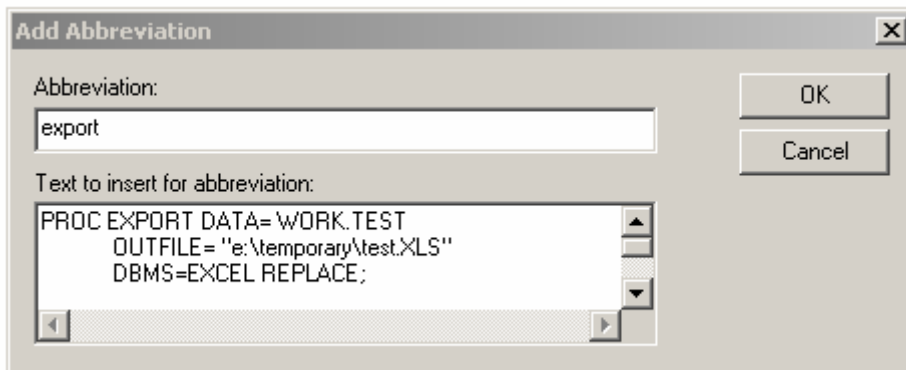 Add Abbreviation
Abbreviation:
export
OK
Cancel
Text to insert for abbreviation:
PROC EXPORT DATA= WORK.TEST
OUTFILE= "e:\temporary\test.XLS"
DBMS=EXCEL REPLACE;